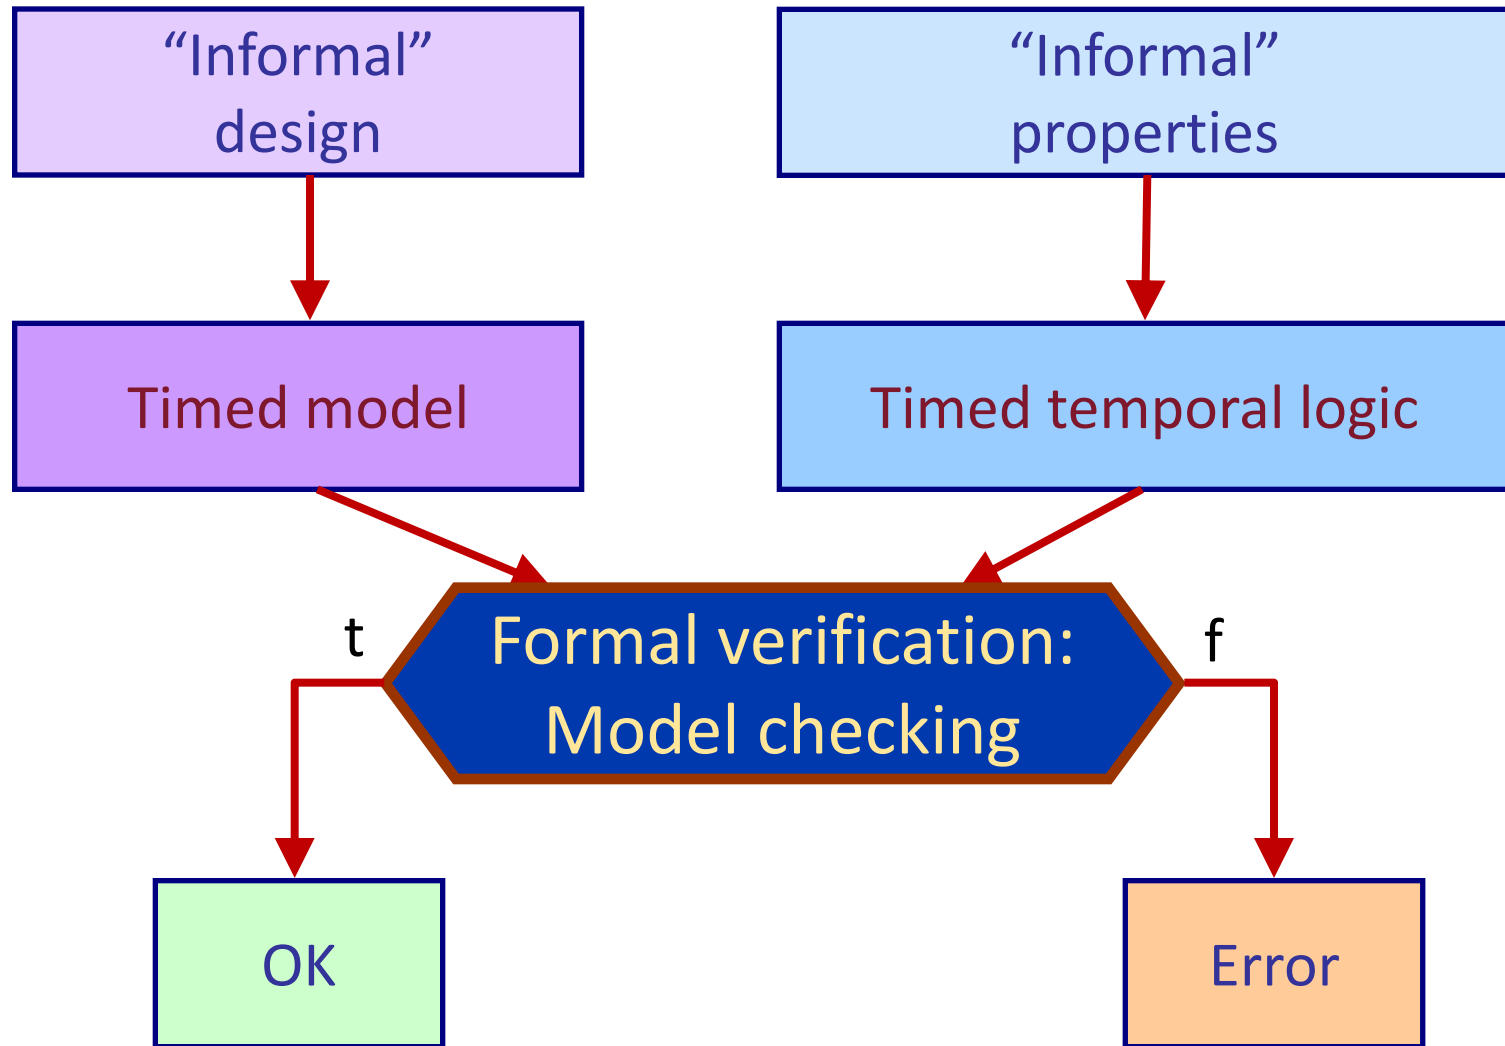 “Informal”
design
“Informal”
properties
Timed model
Timed temporal logic
t
Formal verification:
Model checking
f
OK
Error